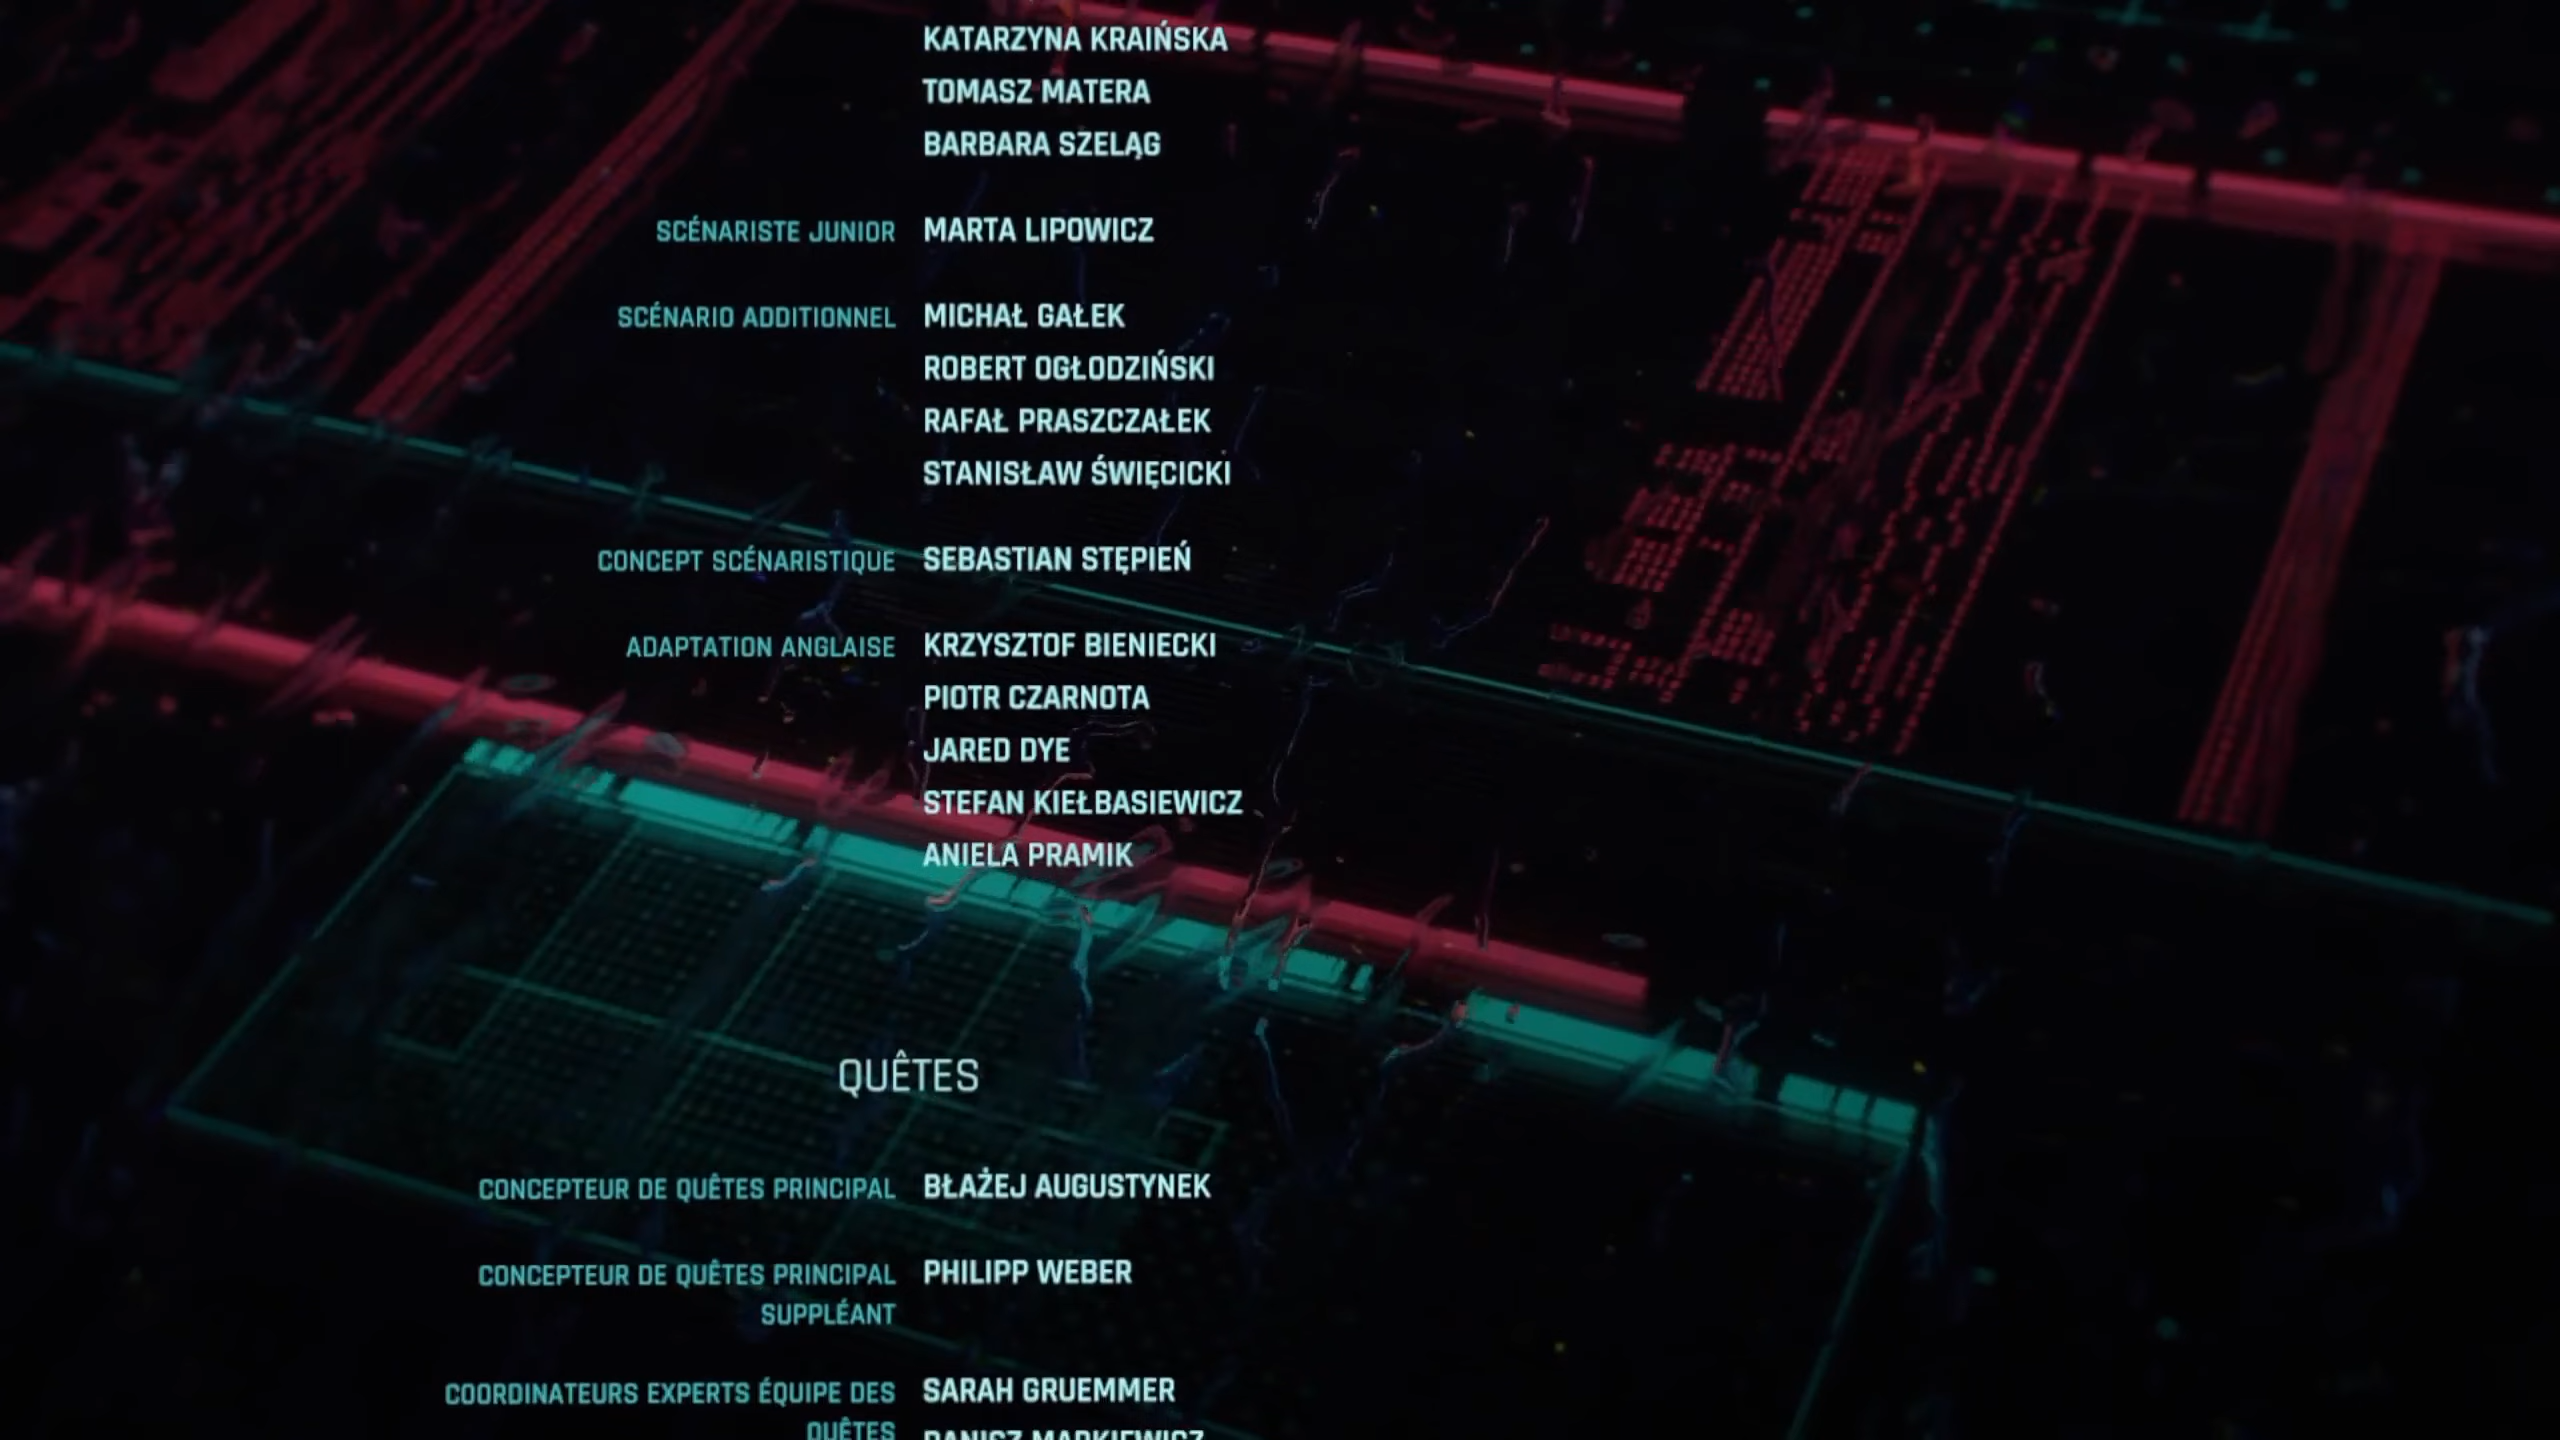 KATARZYNA KRAIŃSKA
TOMASZ MATERA
BARBARA SZELĄG
SCÉNARISTE JUNIOR MARTA LIPOWICZ
SCÉNARIO ADDITIONNEL MICHAŁ GAŁEK
ROBERT OGŁODZIŃSKI
RAFAŁ PRASZCZAŁEK
STANISŁAW ŚWIĘCICKI
CONCEPT SCÉNARISTIQUE SEBASTIAN STĘPIEŃ
ADAPTATION ANGLAISE KRZYSZTOF BIENIECKI
PIOTR CZARNOTA
JARED DYE
STEFAN KIEŁBASIEWICZ
ANIELA PRAMIK
QUÊTES
CONCEPTEUR DE QUÊTES PRINCIPAL BŁAŻEJ AUGUSTYNEK
CONCEPTEUR DE QUÊTES PRINCIPAL PHILIPP WEBER
SUPPLÉANT
COORDINATEURS EXPERTS ÉQUIPE DES SARAH GRUEMMER
QUÊTES